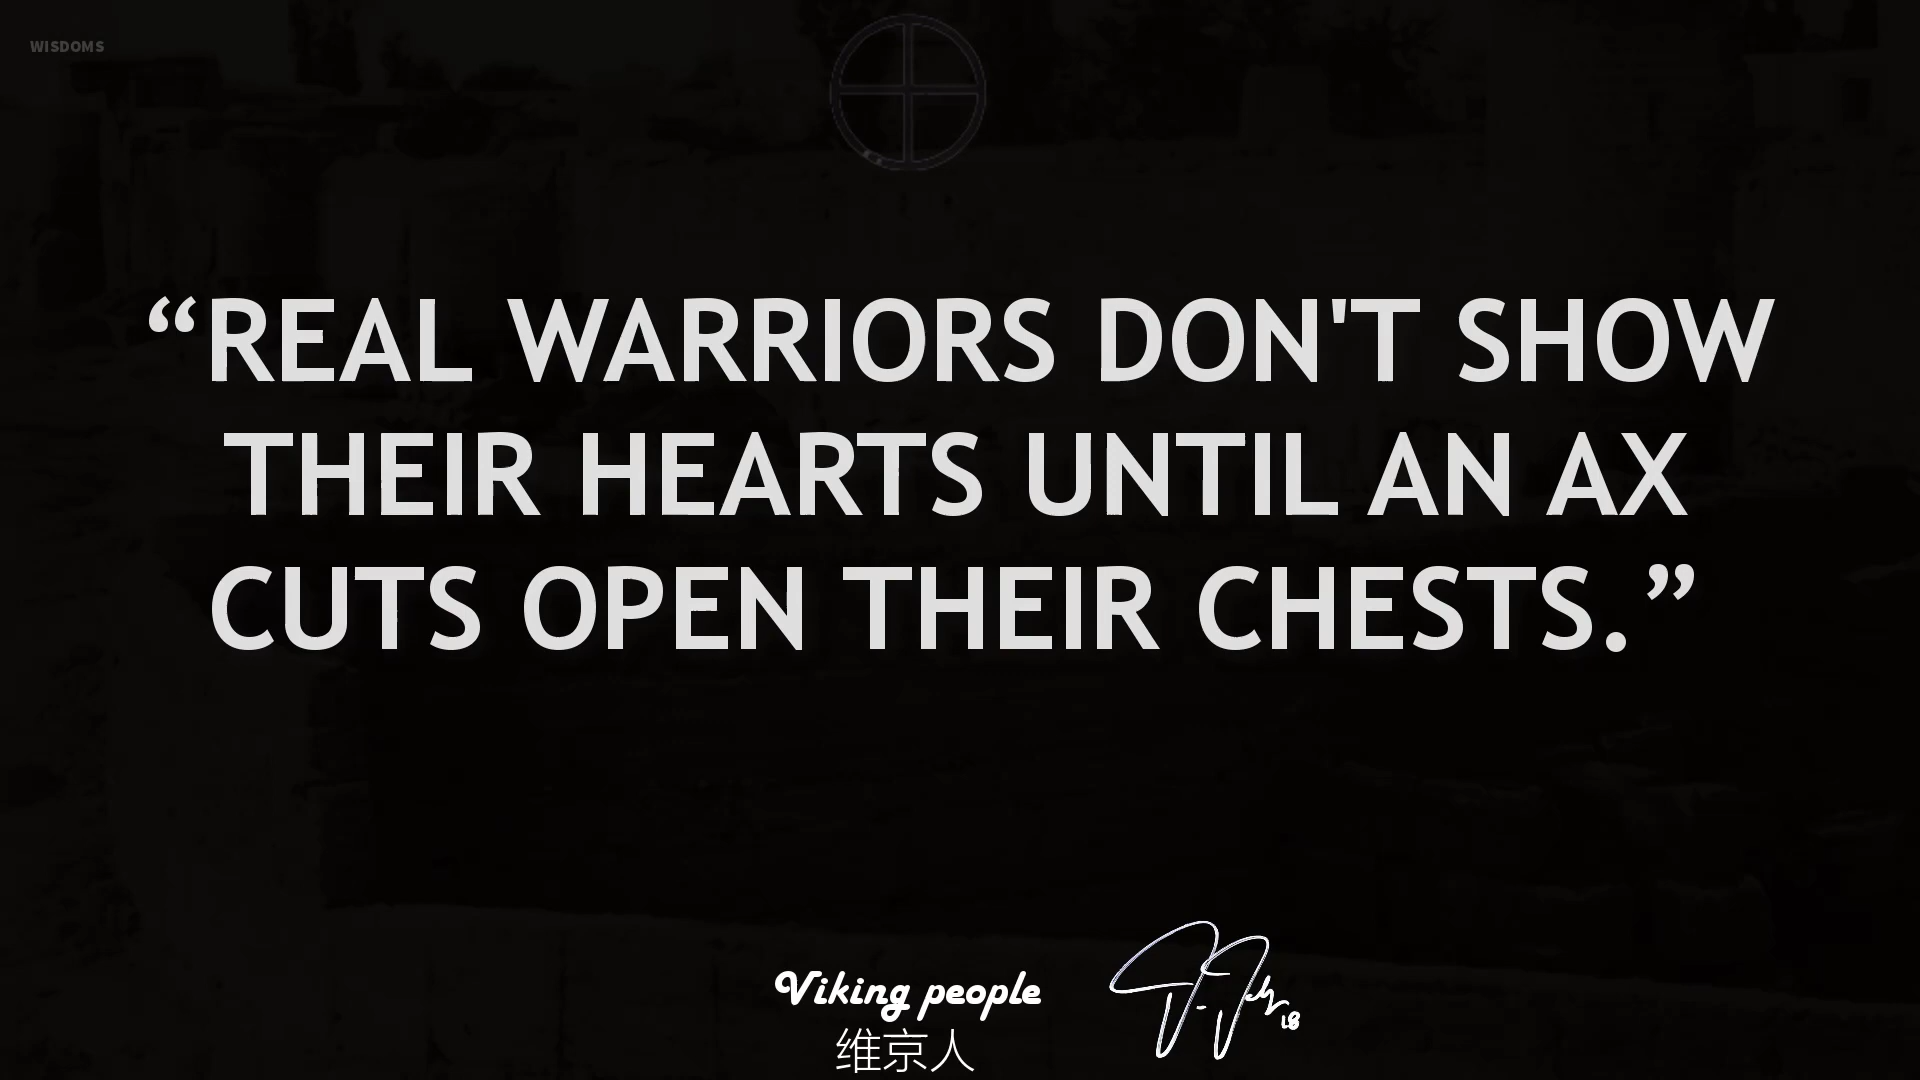 WISDOMS
“REAL WARRIORS DON'T SHOW
THEIR HEARTS UNTIL AN AX
CUTS OPEN THEIR CHESTS.”
Viking people
维京人
18